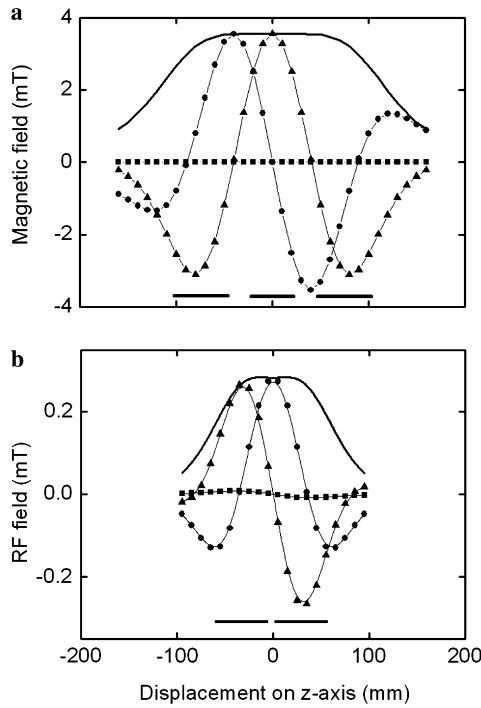 a
4
2
0
-2
-4
Magnetic field (mT)
b
0.2
0.0
-0.2
RF field (mT)
-200 -100 0 100 200
Displacement on z-axis (mm)